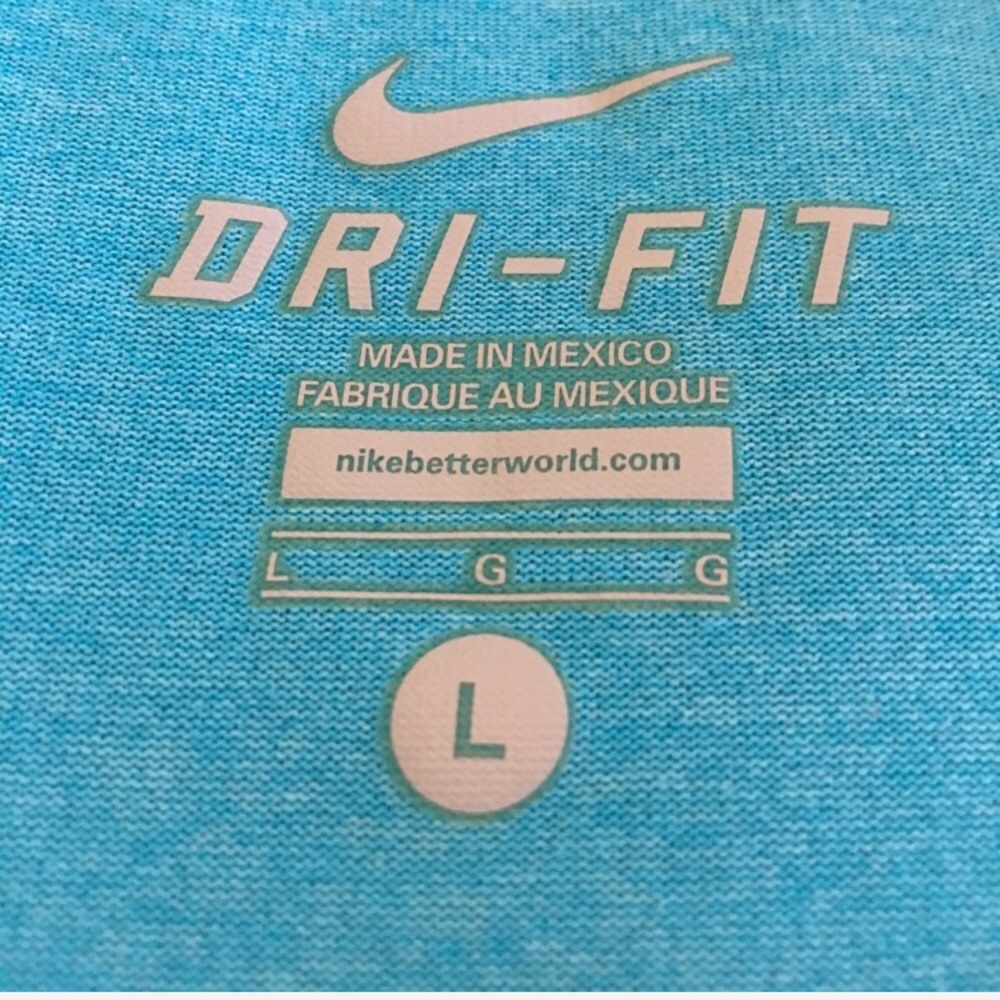 DRI-FIT
MADE IN MEXICO
FABRIQUE AU MEXIQUE
nikebetterworld.com
L G G
L